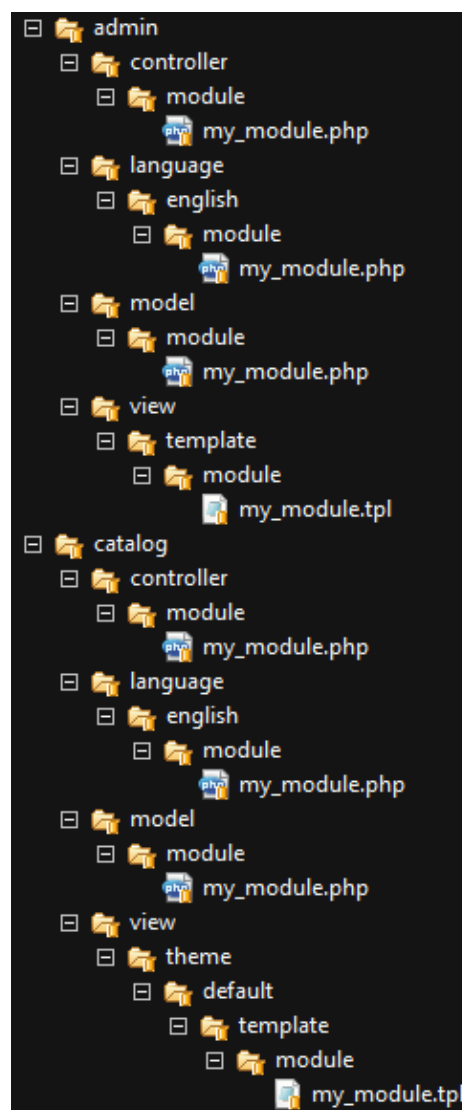 admin
controller
module
my_module.php
language
english
module
my_module.php
model
module
my_module.php
view
template
module
my_module.tpl
catalog
controller
module
my_module.php
language
english
module
my_module.php
model
module
my_module.php
view
theme
default
template
module
my_module.tpl